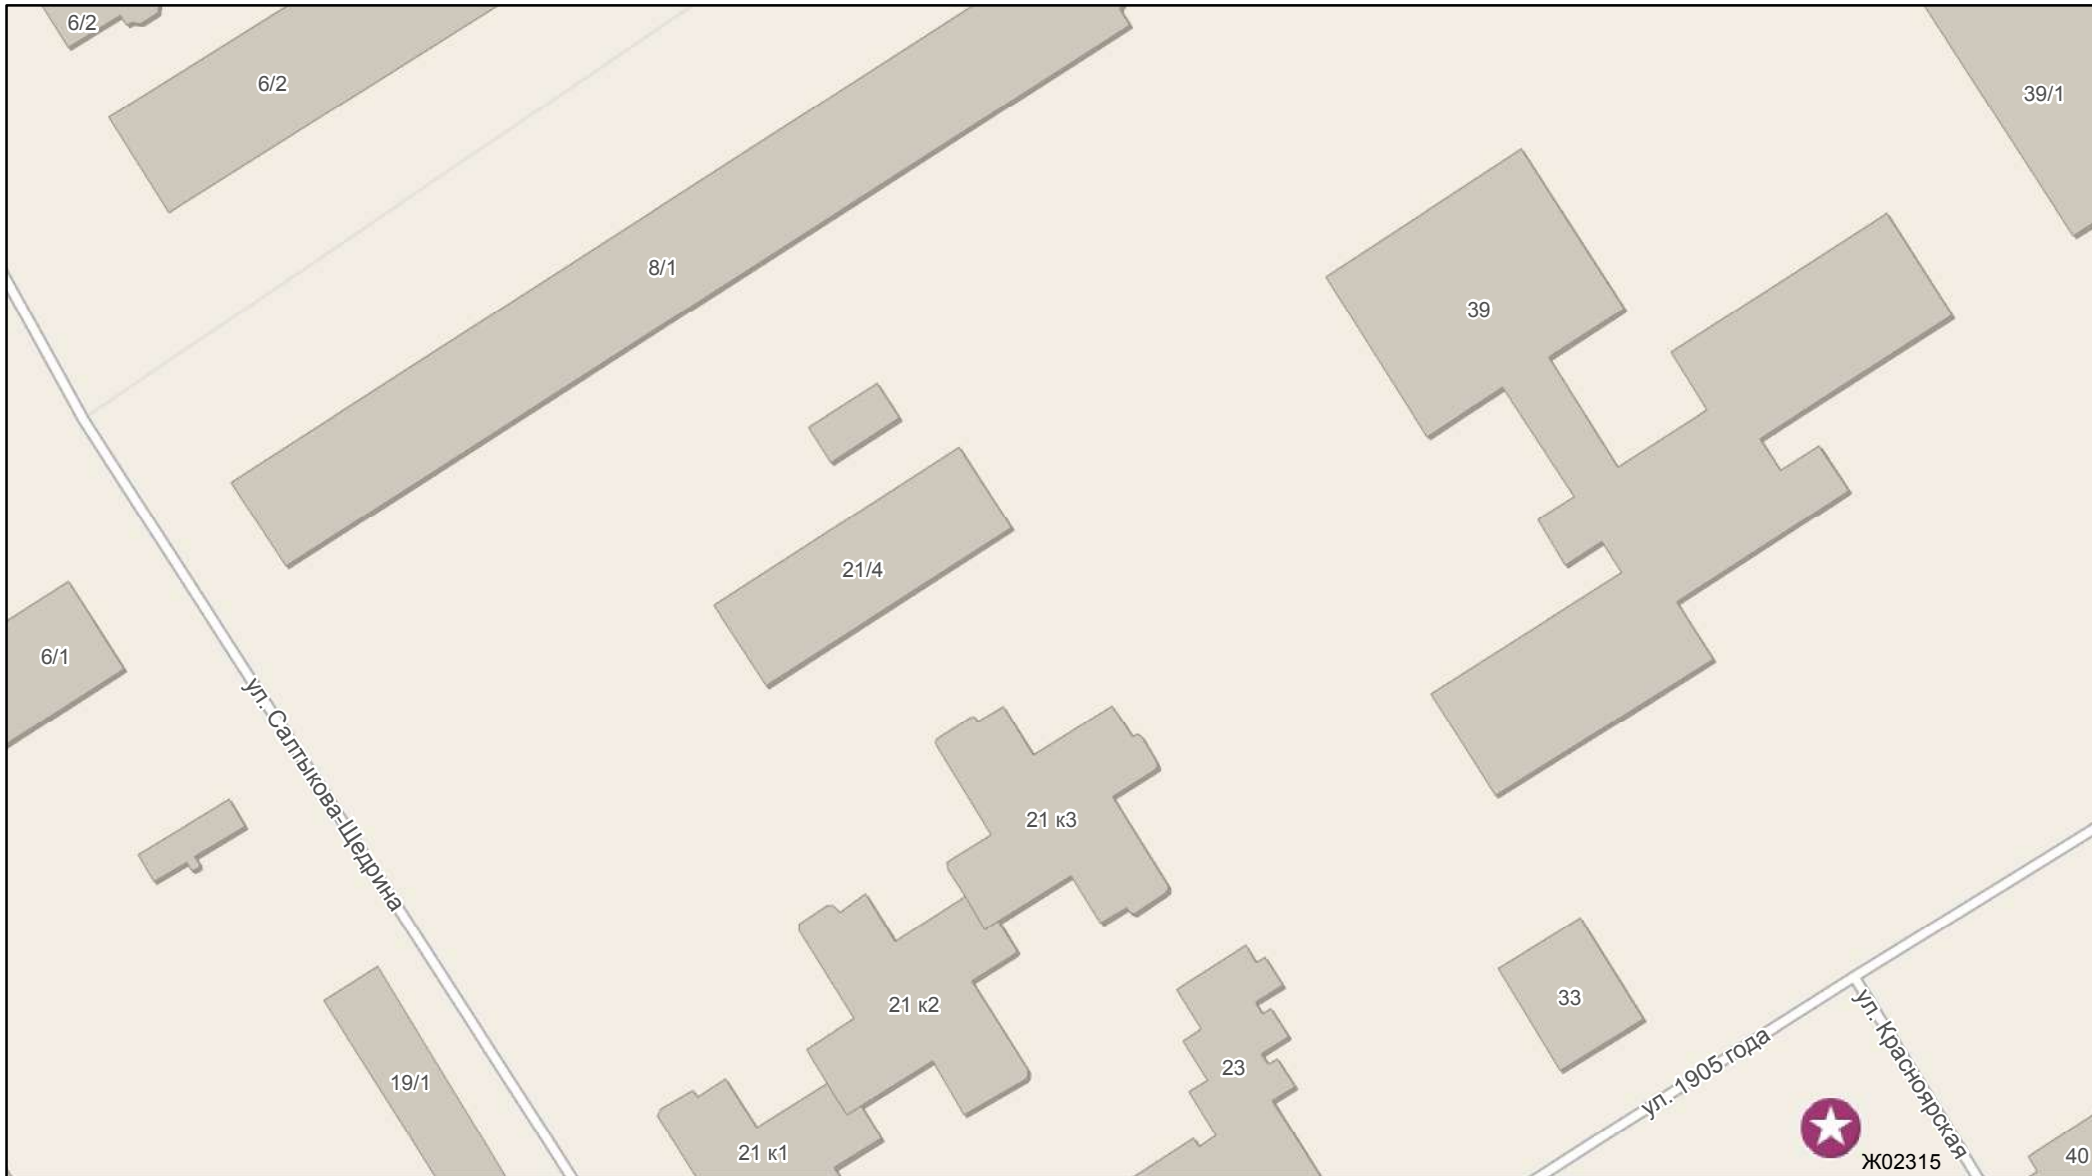 6/2
6/2
39/1
8/1
39
21/4
6/1
ул. Салтыкова-Щедрина
21 к3
33
21 к2
ул. Красноярская
23
ул. 1905 года
19/1
21 к1
40
Ж02315